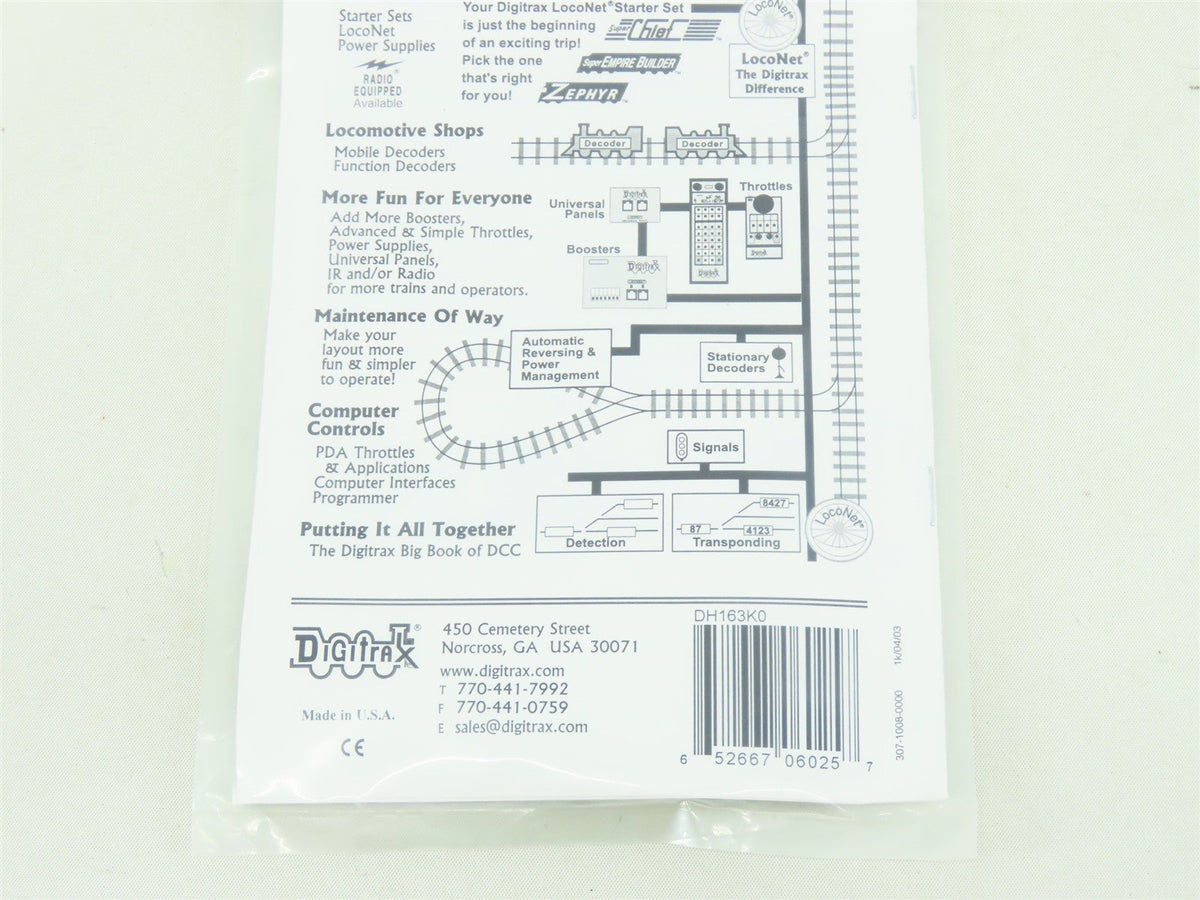 Starter Sets
LocoNet
Power Supplies
RADIO®
EQUIPPED
Available
Your Digitrax LocoNet® Starter Set
is just the beginning
of an exciting trip!
Pick the one
that's right
for you!
Super Chief
Super EMPIRE BUILDER™
ZEPHYR™
LocoNet®
LocoNet®
The Digitrax
Difference
Locomotive Shops
Mobile Decoders
Function Decoders
Decoder
Decoder
More Fun For Everyone
Add More Boosters,
Advanced & Simple Throttles,
Power Supplies,
Universal Panels,
IR and/or Radio
for more trains and operators.
Universal
Panels
Throttles
Boosters
DIGITRAX
DIGITRAX
DIGITRAX
Maintenance Of Way
Make your
layout more
fun & simpler
to operate!
Automatic
Reversing &
Power
Management
Stationary
Decoders
Computer
Controls
PDA Throttles
& Applications
Computer Interfaces
Programmer
Signals
8427
87
4123
Detection
Transponding
LocoNet®
Putting It All Together
The Digitrax Big Book of DCC
DIGITRAX®
450 Cemetery Street
Norcross, GA USA 30071
www.digitrax.com
T 770-441-7992
F 770-441-0759
E sales@digitrax.com
Made in U.S.A.
CE
DH163K0
6 52667 06025 7
307-1008-0000 1k/04/03